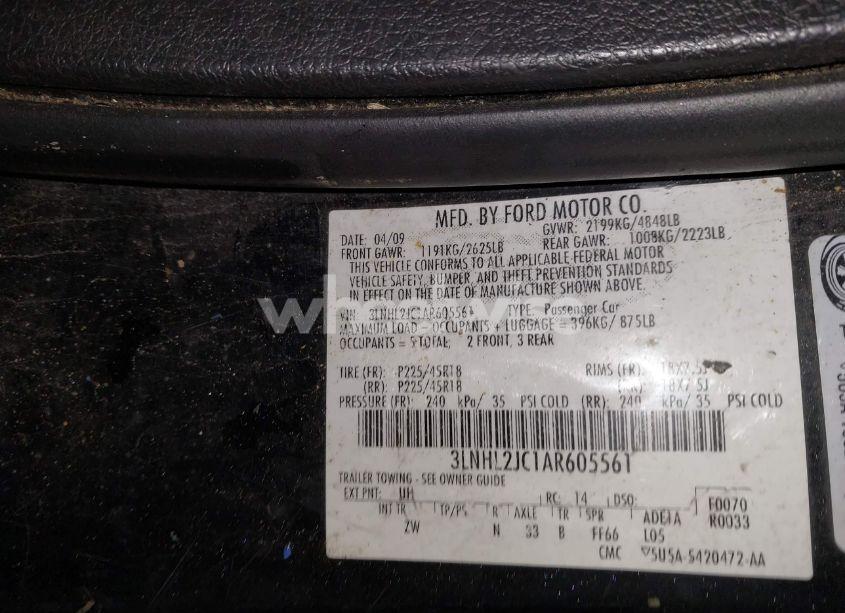 MFD. BY FORD MOTOR CO.
DATE: 04/09 GVWR: 2199KG/4848LB
FRONT GAWR: 1191KG/2625LB REAR GAWR: 1008KG/2223LB
THIS VEHICLE CONFORMS TO ALL APPLICABLE FEDERAL MOTOR
VEHICLE SAFETY, BUMPER, AND THEFT PREVENTION STANDARDS
IN EFFECT ON THE DATE OF MANUFACTURE SHOWN ABOVE.
VIN: 3LNHL2JC1AR605561 TYPE: Passenger Car
MAXIMUM LOAD - OCCUPANTS + LUGGAGE = 396KG/ 875LB
OCCUPANTS = 5 TOTAL, 2 FRONT, 3 REAR
TIRE (FR): P225/45R18 RIMS (FR): 18X7.5J
(RR): P225/45R18 18X7.5J
PRESSURE (FR): 240 kPa/ 35 PSI COLD (RR): 240 kPa/ 35 PSI COLD
3LNHL2JC1AR605561
TRAILER TOWING - SEE OWNER GUIDE
EXT PNT: UH RC: 14 DSO: F0070
INT TR TP/PS R AXLE TR SPR R0033
ZW N 33 B FF66 L05
CMC 5U5A-5420472-AA